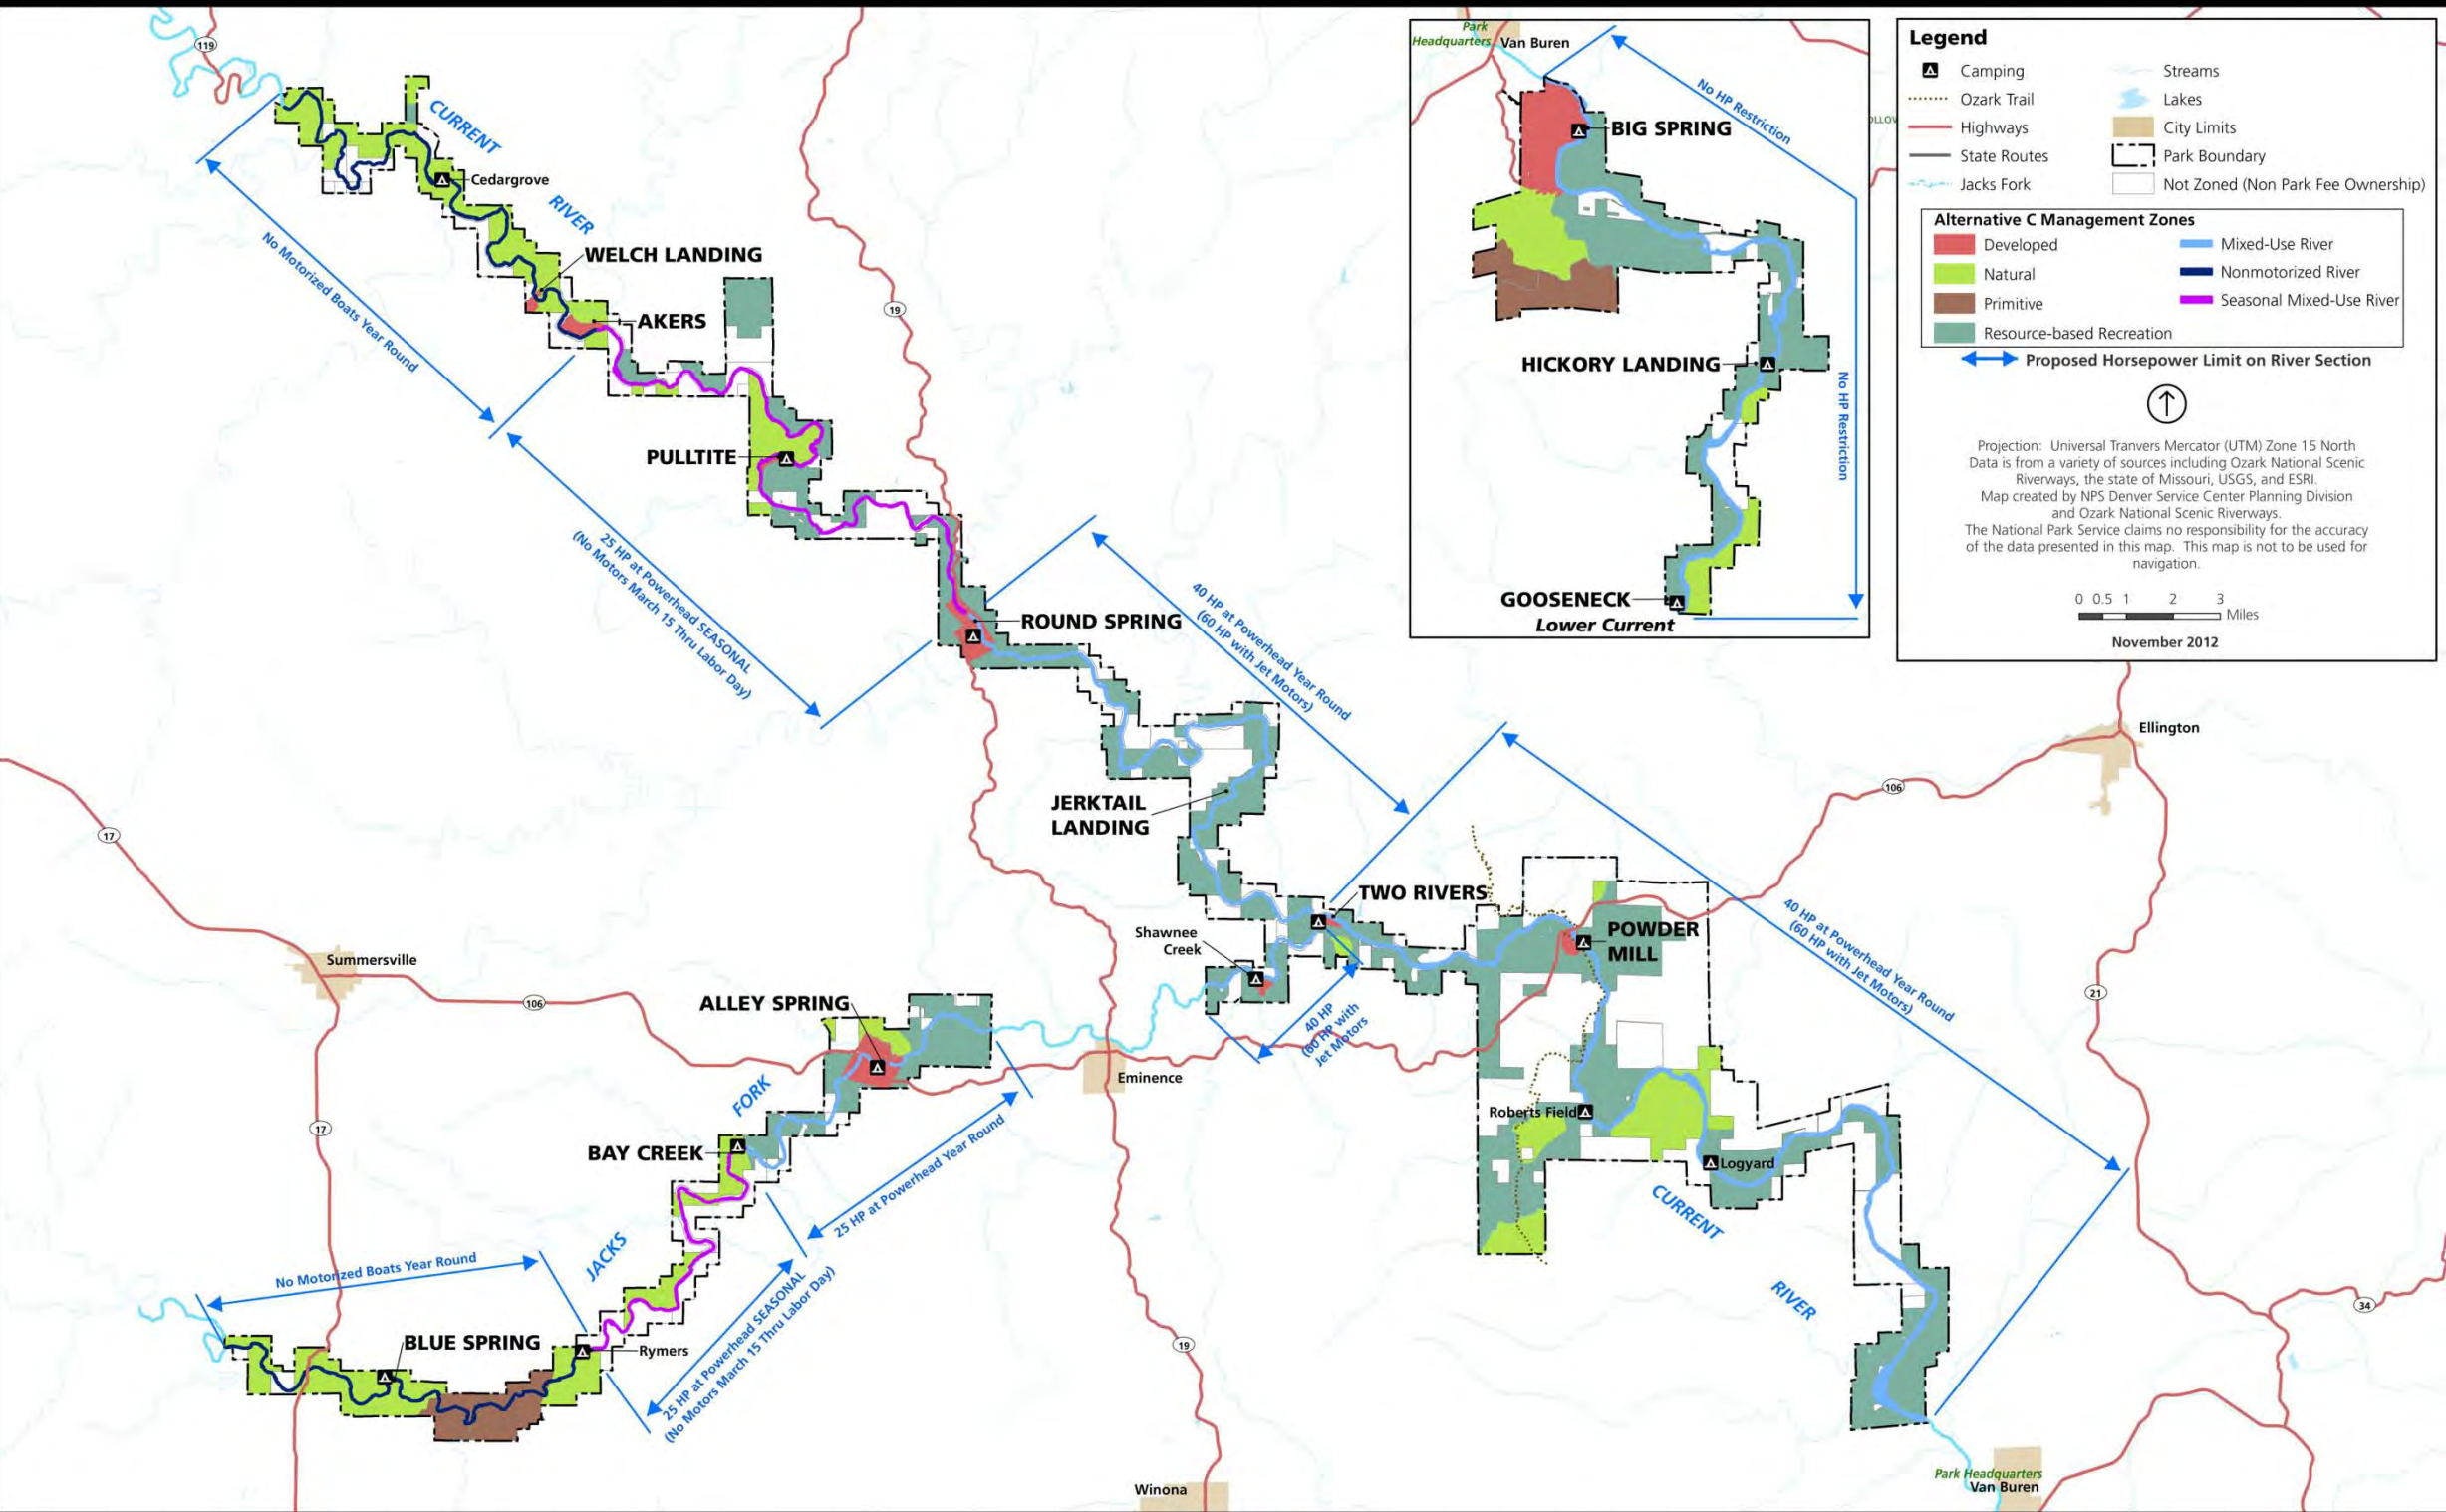 119
CURRENT
RIVER
Cedargrove
WELCH LANDING
AKERS
No Motorized Boats Year Round
19
PULLTITE
25 HP at Powerhead SEASONAL
(No Motors March 15 Thru Labor Day)
ROUND SPRING
40 HP at Powerhead Year Round
(60 HP with Jet Motors)
JERKTAIL
LANDING
TWO RIVERS
Shawnee
Creek
POWDER
MILL
40 HP
(60 HP with
Jet Motors
40 HP at Powerhead Year Round
(60 HP with Jet Motors)
Roberts Field
Logyard
CURRENT
RIVER
17
Summersville
106
ALLEY SPRING
Eminence
FORK
BAY CREEK
25 HP at Powerhead Year Round
17
JACKS
No Motorized Boats Year Round
25 HP at Powerhead SEASONAL
(No Motors March 15 Thru Labor Day)
BLUE SPRING
Rymers
19
Winona
Ellington
106
21
34
Park Headquarters
Van Buren
Park
Headquarters
Van Buren
No HP Restriction
BIG SPRING
HICKORY LANDING
No HP Restriction
GOOSENECK
Lower Current
Legend
Camping
Ozark Trail
Highways
State Routes
Jacks Fork
Streams
Lakes
City Limits
Park Boundary
Not Zoned (Non Park Fee Ownership)
Alternative C Management Zones
Developed
Natural
Primitive
Resource-based Recreation
Mixed-Use River
Nonmotorized River
Seasonal Mixed-Use River
Proposed Horsepower Limit on River Section
Projection: Universal Tranvers Mercator (UTM) Zone 15 North
Data is from a variety of sources including Ozark National Scenic
Riverways, the state of Missouri, USGS, and ESRI.
Map created by NPS Denver Service Center Planning Division
and Ozark National Scenic Riverways.
The National Park Service claims no responsibility for the accuracy
of the data presented in this map. This map is not to be used for
navigation.
0 0.5 1 2 3
Miles
November 2012